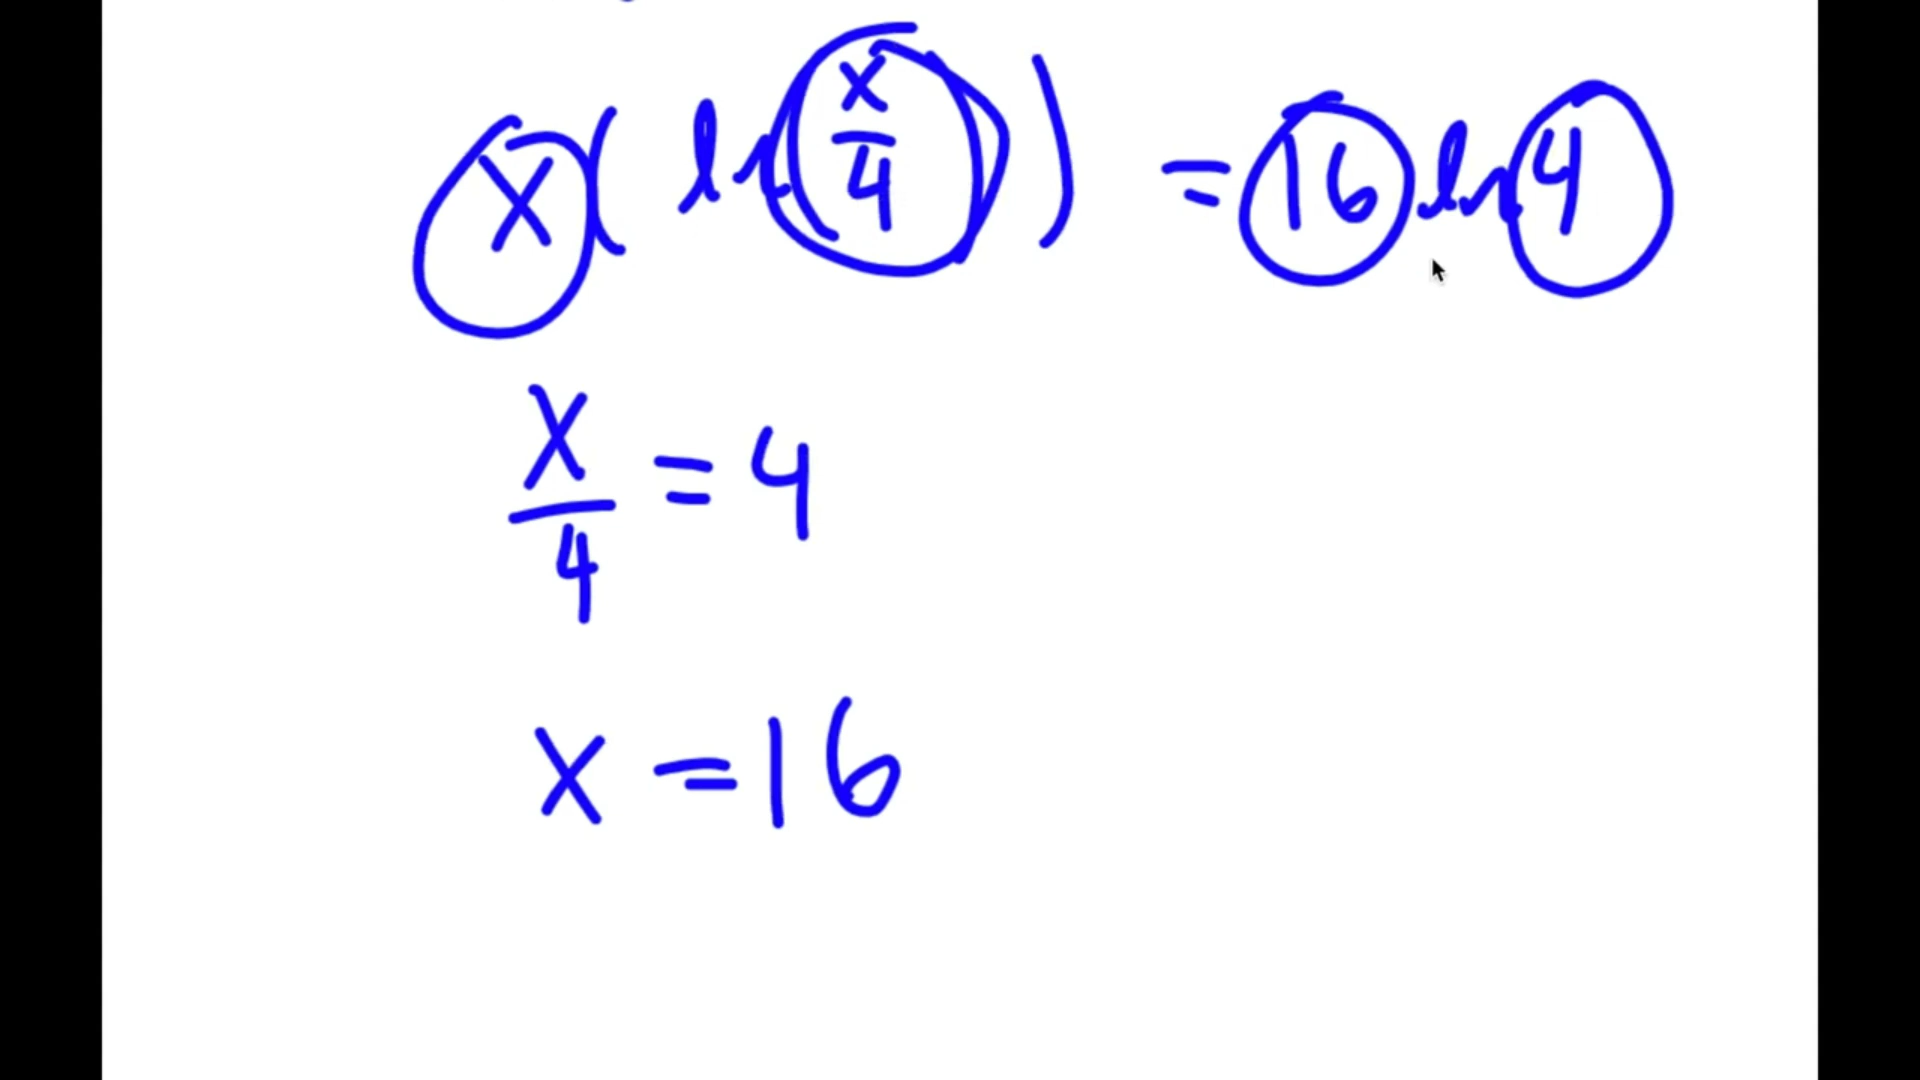 x ( ln ( x/4 ) ) = 16 ln 4
x/4 = 4
x = 16